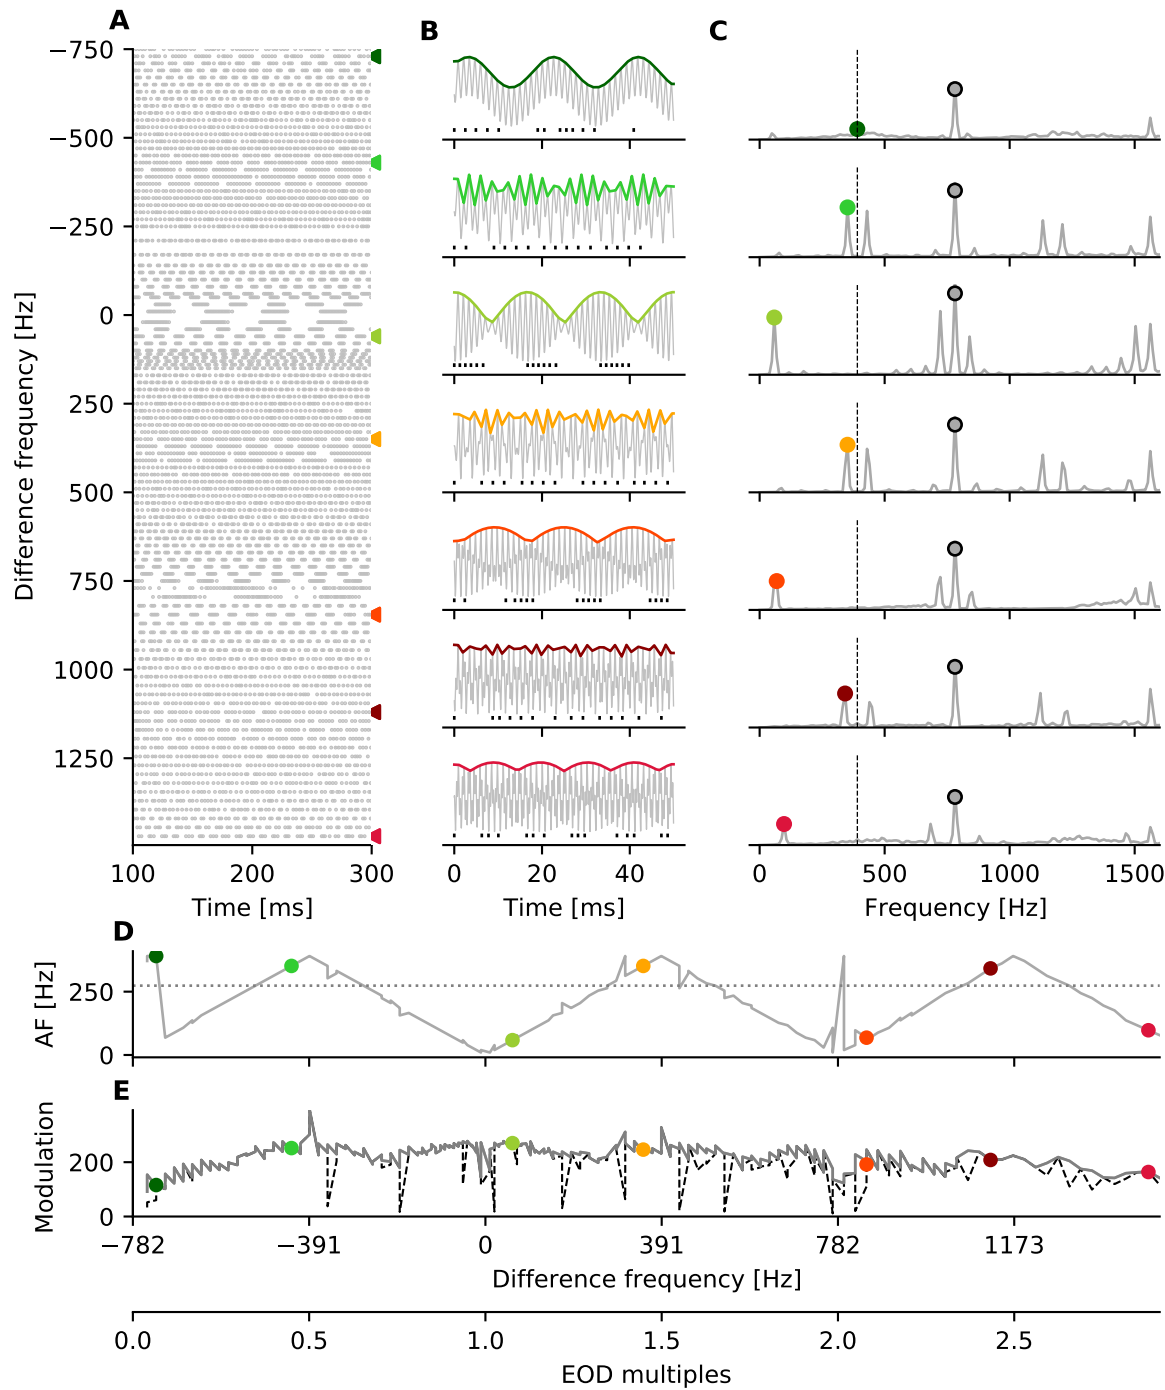 A
B
C
−750
−500
−250
0
250
500
750
1000
1250
Difference frequency [Hz]
100
200
300
Time [ms]
0
20
40
Time [ms]
0
500
1000
1500
Frequency [Hz]
D
AF [Hz]
250
0
E
Modulation
200
0
−782
−391
0
391
782
1173
Difference frequency [Hz]
0.0
0.5
1.0
1.5
2.0
2.5
EOD multiples